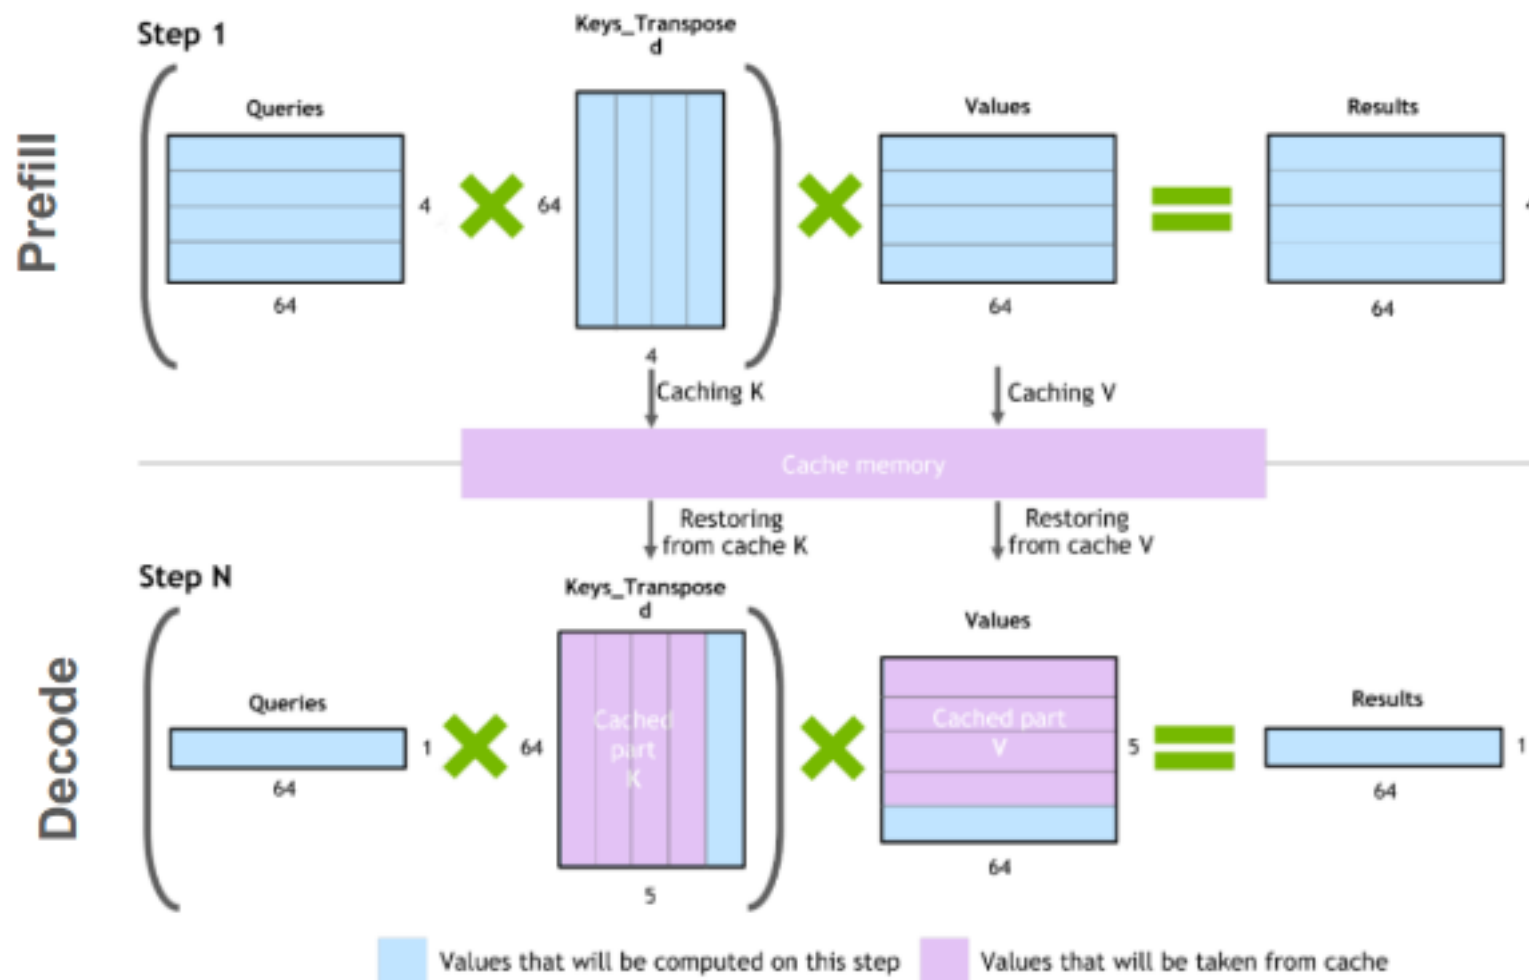 Prefill
Step 1
Keys_Transpose
d
Queries
Values
Results
4
64
64
64
64
4
Caching K
Caching V
Cache memory
Restoring
from cache K
Restoring
from cache V
Decode
Step N
Keys_Transpose
d
Values
Queries
Results
Cached
part
K
Cached part
V
1
64
5
1
64
64
64
5
Values that will be computed on this step
Values that will be taken from cache